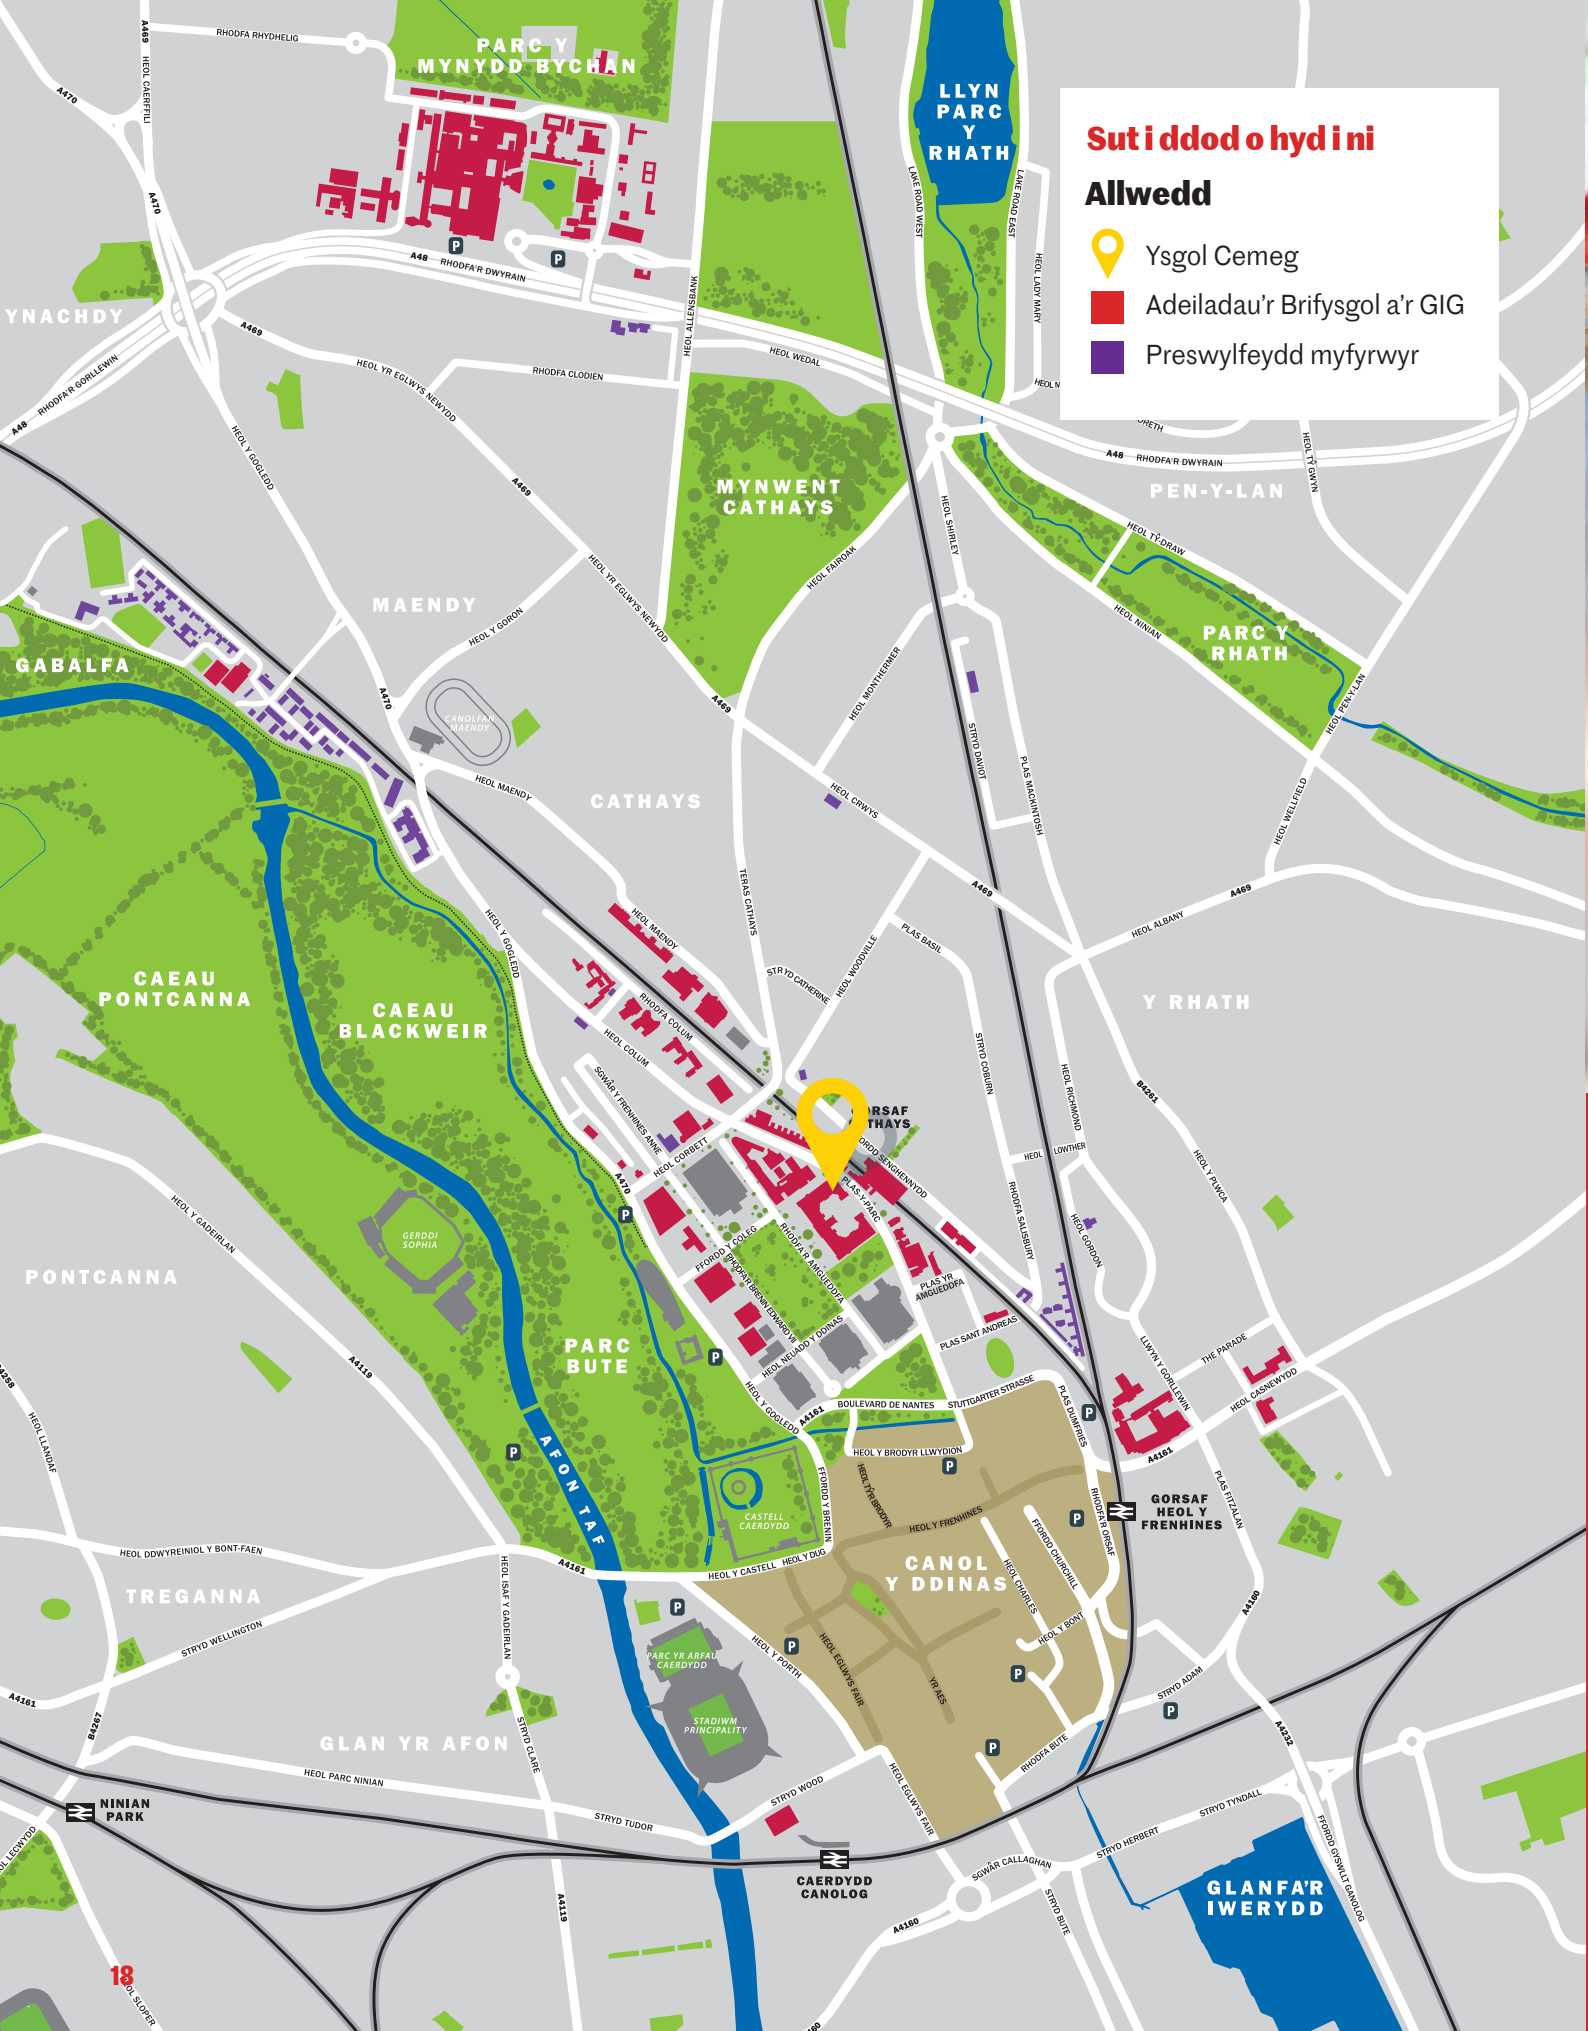 Sut i ddod o hyd i ni
Allwedd
Ysgol Cemeg
Adeiladau'r Brifysgol a'r GIG
Preswylfeydd myfyrwyr
PARC Y
MYNYDD BYCHAN
LLYN
PARC
Y
RHATH
A469
HEOL CAERFFILI
RHODFA RHYDHELIG
A470
A470
LAKE ROAD WEST
LAKE ROAD EAST
HEOL LADY MARY
P
P
A48
RHODFA'R DWYRAIN
HEOL ALLENSBANK
YNACHDY
A469
RHODFA'R GORLLEWIN
A48
HEOL YR EGLWYS NEWYDD
RHODFA CLODIEN
HEOL WEDAL
HEOL M
HEOL Y GOGLEDD
A469
MYNWENT
CATHAYS
A48
RHODFA'R DWYRAIN
HEOL TŶ GWYN
PEN-Y-LAN
HEOL SHIRLEY
HEOL TŶ-DRAW
HEOL FAIROAK
HEOL YR EGLWYS NEWYDD
MAENDY
HEOL Y GORON
HEOL NINIAN
PARC Y
RHATH
GABALFA
A470
A469
HEOL MONTHERMER
HEOL PEN-Y-LAN
CANOLFAN
MAENDY
STRYD DAVIOT
PLAS MACKINTOSH
HEOL MAENDY
CATHAYS
HEOL CRWYS
HEOL WELLFIELD
TERAS CATHAYS
A469
A469
HEOL ALBANY
HEOL Y GOGLEDD
HEOL MAENDY
PLAS BASIL
HEOL WOODVILLE
STRYD CATHERINE
CAEAU
PONTCANNA
CAEAU
BLACKWEIR
RHODFA COLUM
HEOL COLUM
Y RHATH
STRYD COBURN
HEOL RICHMOND
B4261
SGWÂR Y FRENHINES ANNE
HEOL CORBETT
ORSAF
THAYS
ORDD SENGHENNYDD
HEOL LOWTHER
HEOL Y PLWCA
A470
P
PLAS-Y-PARC
RHODFA SALISBURY
HEOL GORDON
HEOL Y GADEIRLAN
GERDDI
SOPHIA
FFORDD Y COLEG
RHODFA'R AMGUEDDFA
RHODFA'R BRENIN EDWARD VII
PLAS YR
AMGUEDDFA
PONTCANNA
PARC
BUTE
HEOL NEUADD Y DDINAS
PLAS SANT ANDREAS
P
A4119
LLWYN Y GORLLEWIN
THE PARADE
HEOL CASNEWYDD
HEOL Y GOGLEDD
A4161
BOULEVARD DE NANTES
STUTTGARTER STRASSE
PLAS DUMFRIES
P
A4161
HEOL LLANDAF
P
AFON TAF
HEOL Y BRODYR LLWYDION
P
HEOL TŶ'R BRODYR
FFORDD Y BRENIN
CASTELL
CAERDYDD
HEOL Y FRENHINES
P
RHODFA'R ORSAF
GORSAF
HEOL Y
FRENHINES
PLAS FITZALAN
HEOL DDWYREINIOL Y BONT-FAEN
A4161
HEOL Y CASTELL
HEOL Y DUG
CANOL
Y DDINAS
HEOL CHARLES
FFORDD CHURCHILL
HEOL ISAF Y GADEIRLAN
TREGANNA
A4160
STRYD WELLINGTON
P
PARC YR ARFAU
CAERDYDD
HEOL Y PORTH
P
HEOL Y BONT
HEOL EGLWYS FAIR
YR AES
P
STRYD ADAM
P
A4161
B4267
STADIWM
PRINCIPALITY
GLAN YR AFON
STRYD CLARE
A4232
P
RHODFA BUTE
HEOL PARC NINIAN
STRYD WOOD
NINIAN
PARK
STRYD TUDOR
HEOL EGLWYS FAIR
STRYD TYNDALL
STRYD HERBERT
FFORDD GYSWLLT GANOLOG
CAERDYDD
CANOLOG
SGWÂR CALLAGHAN
GLANFA'R
IWERYDD
A4119
A4160
STRYD BUTE
18
OL SLOPER